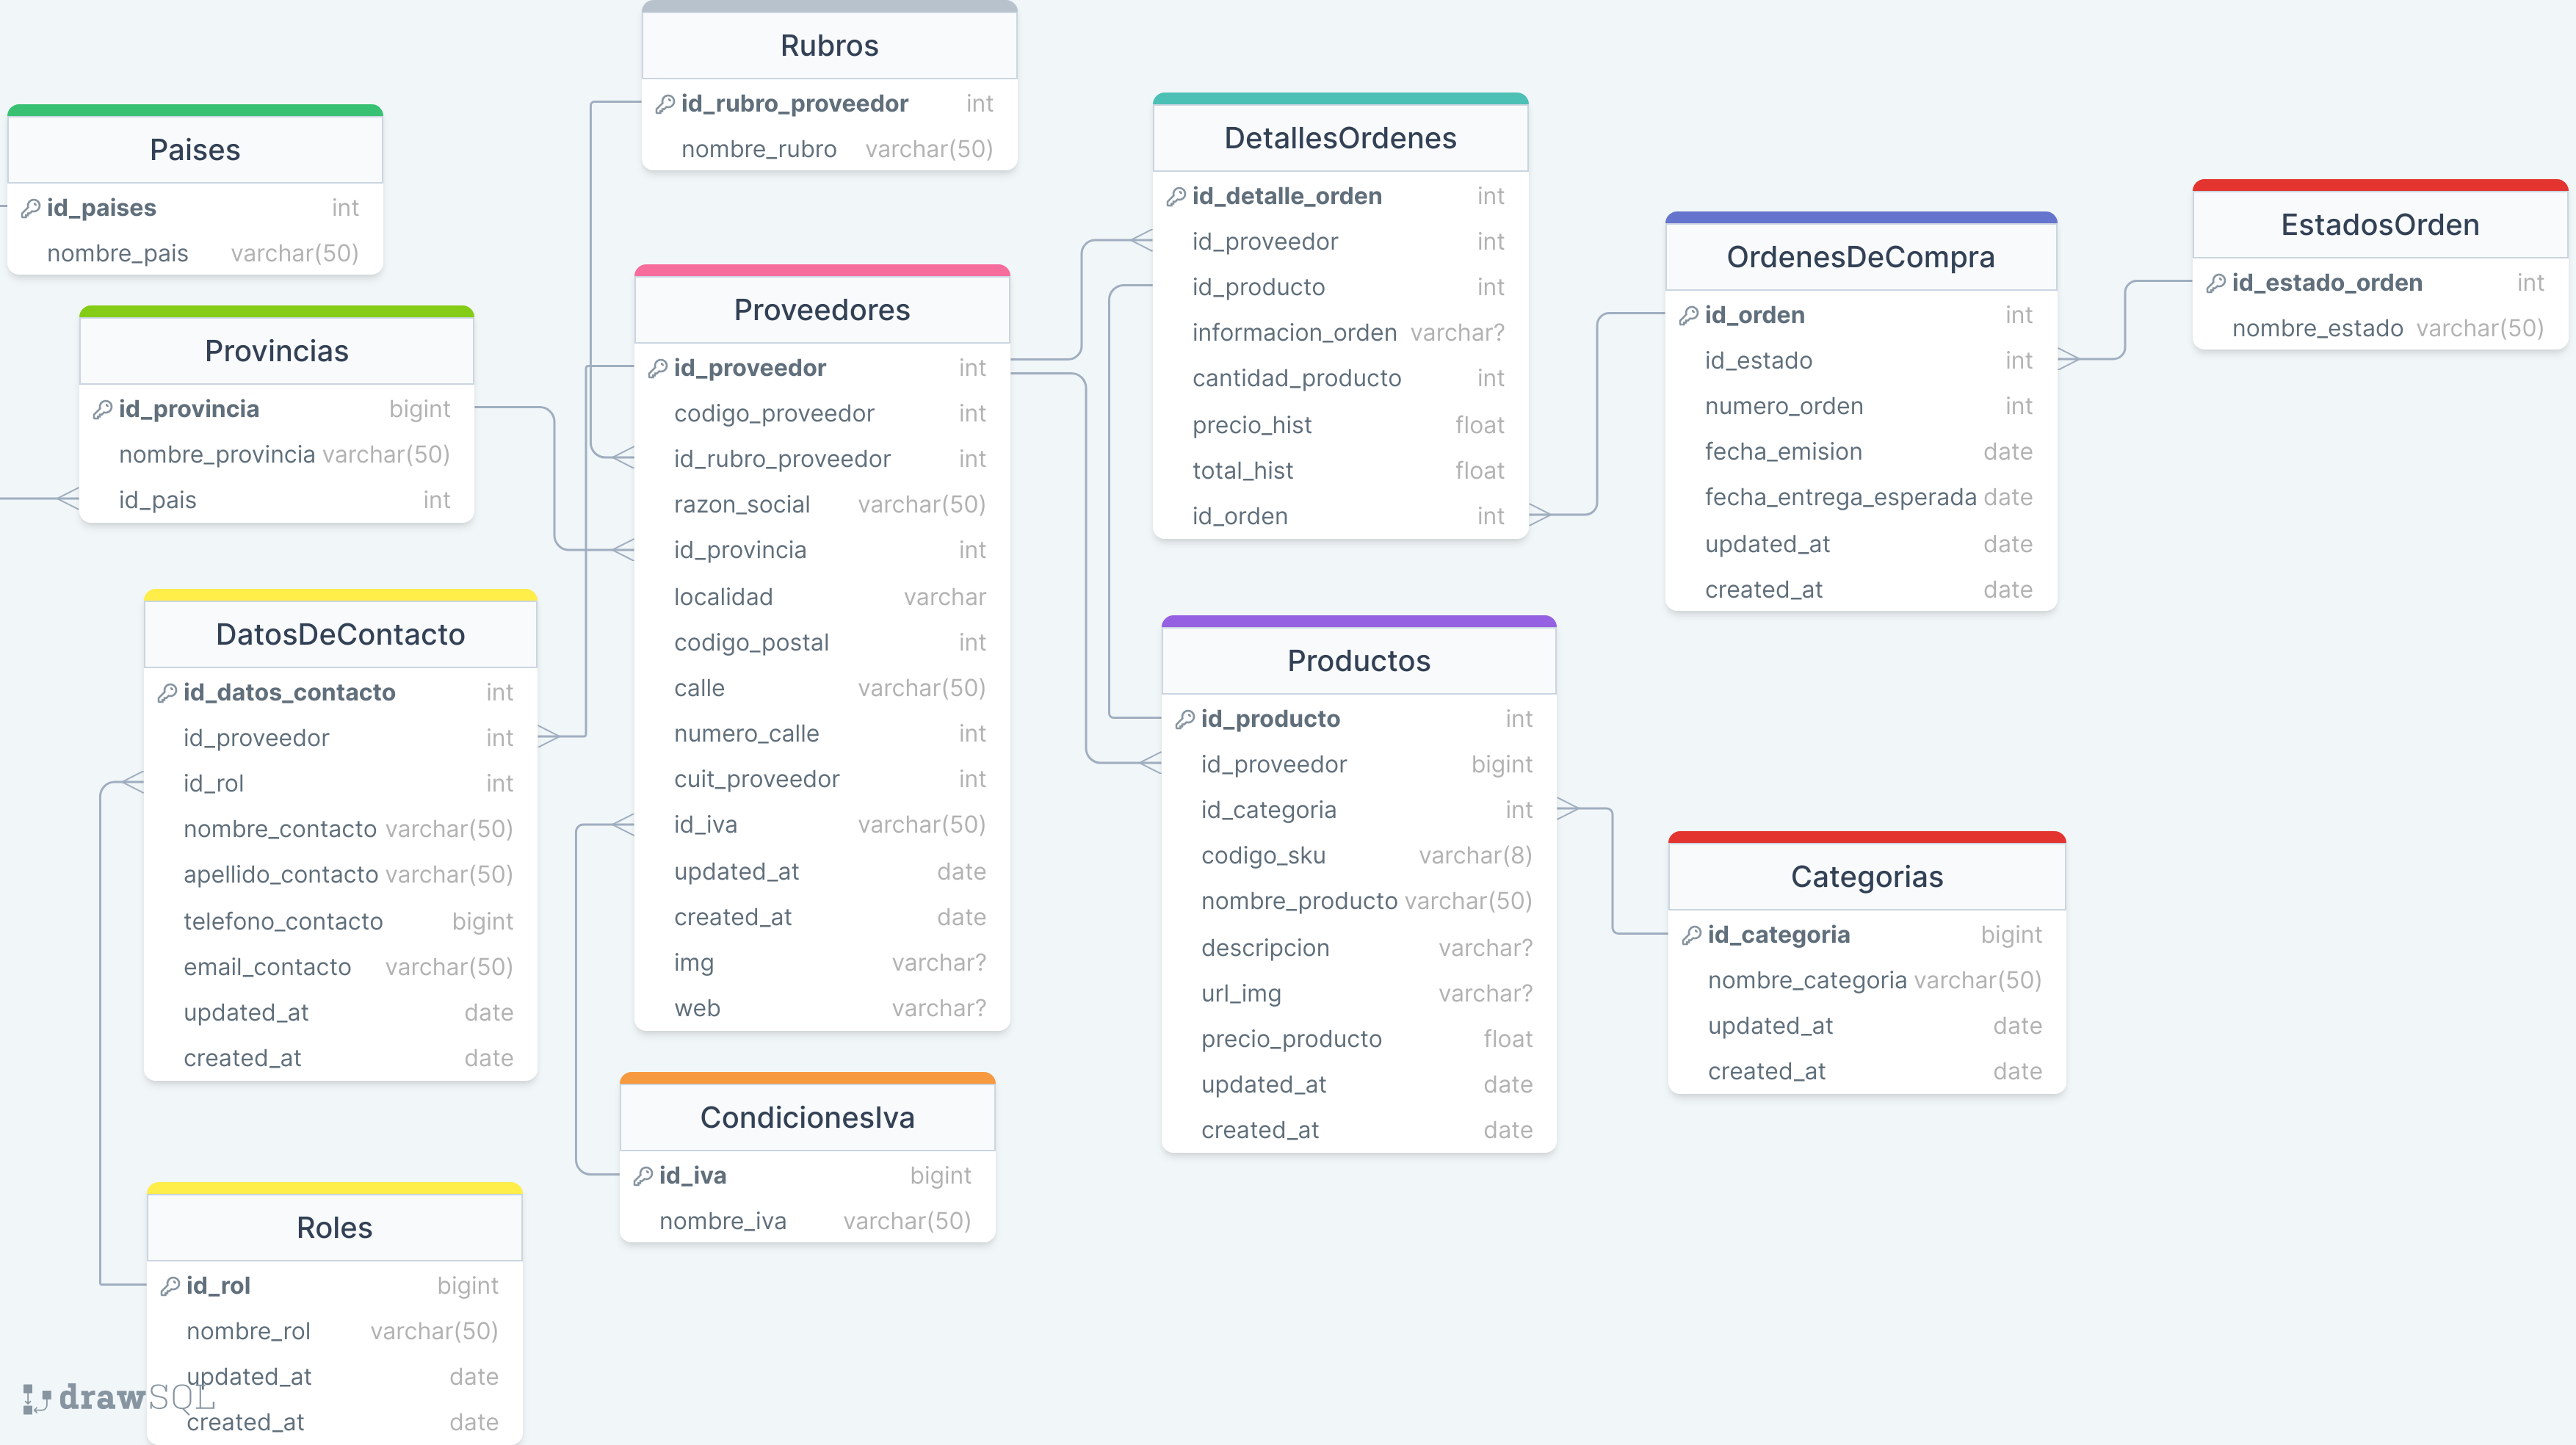 Rubros
id_rubro_proveedor int
nombre_rubro varchar(50)
Paises
id_paises int
nombre_pais varchar(50)
Provincias
id_provincia bigint
nombre_provincia varchar(50)
id_pais int
DatosDeContacto
id_datos_contacto int
id_proveedor int
id_rol int
nombre_contacto varchar(50)
apellido_contacto varchar(50)
telefono_contacto bigint
email_contacto varchar(50)
updated_at date
created_at date
Roles
id_rol bigint
nombre_rol varchar(50)
updated_at date
created_at date
Proveedores
id_proveedor int
codigo_proveedor int
id_rubro_proveedor int
razon_social varchar(50)
id_provincia int
localidad varchar
codigo_postal int
calle varchar(50)
numero_calle int
cuit_proveedor int
id_iva varchar(50)
updated_at date
created_at date
img varchar?
web varchar?
CondicionesIva
id_iva bigint
nombre_iva varchar(50)
DetallesOrdenes
id_detalle_orden int
id_proveedor int
id_producto int
informacion_orden varchar?
cantidad_producto int
precio_hist float
total_hist float
id_orden int
Productos
id_producto int
id_proveedor bigint
id_categoria int
codigo_sku varchar(8)
nombre_producto varchar(50)
descripcion varchar?
url_img varchar?
precio_producto float
updated_at date
created_at date
OrdenesDeCompra
id_orden int
id_estado int
numero_orden int
fecha_emision date
fecha_entrega_esperada date
updated_at date
created_at date
Categorias
id_categoria bigint
nombre_categoria varchar(50)
updated_at date
created_at date
EstadosOrden
id_estado_orden int
nombre_estado varchar(50)
drawSQL